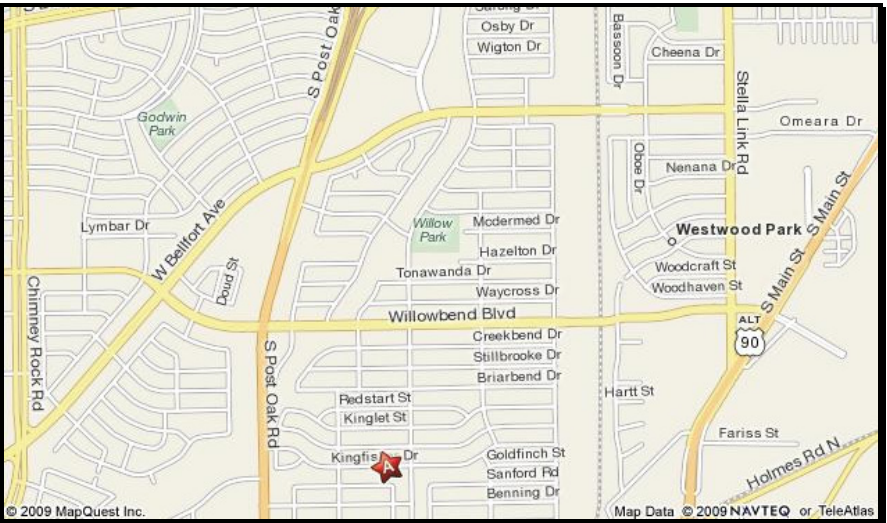 Osby Dr
Wigton Dr
Bassoon Dr
Cheena Dr
S Post Oak
Stella Link Rd
Godwin
Park
Omeara Dr
Oboe Dr
Nenana Dr
Lymbar Dr
W Bellfort Ave
Willow
Park
Mcdermed Dr
Westwood Park
S Main St
Hazelton Dr
Tonawanda Dr
Woodcraft St
Doud St
Waycross Dr
Woodhaven St
S Main St
Chimney Rock Rd
Willowbend Blvd
ALT
90
Creekbend Dr
Stillbrooke Dr
Briarbend Dr
S Post Oak Rd
Redstart St
Hartt St
Kinglet St
Fariss St
Goldfinch St
A
Sanford Rd
Holmes Rd N
Benning Dr
© 2009 MapQuest Inc.
Map Data © 2009 NAVTEQ or TeleAtlas